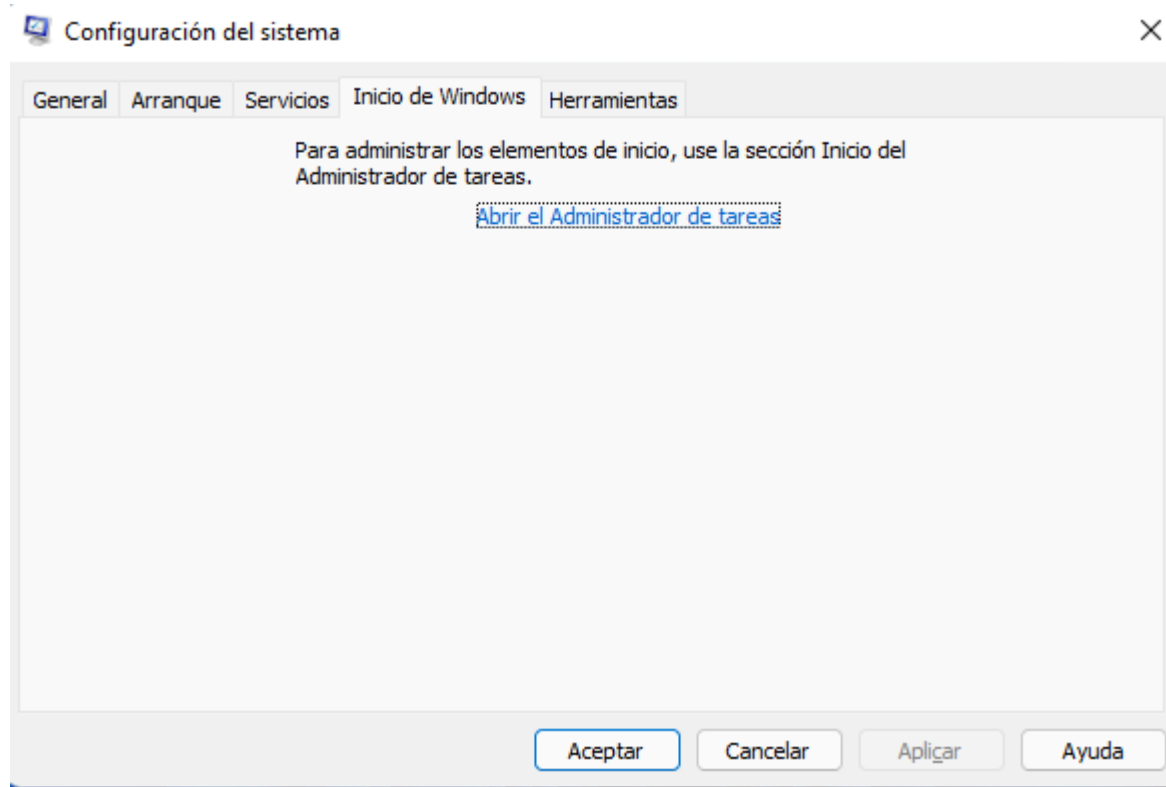 Configuración del sistema
General Arranque Servicios Inicio de Windows Herramientas
Para administrar los elementos de inicio, use la sección Inicio del
Administrador de tareas.
Abrir el Administrador de tareas
Aceptar Cancelar Aplicar Ayuda